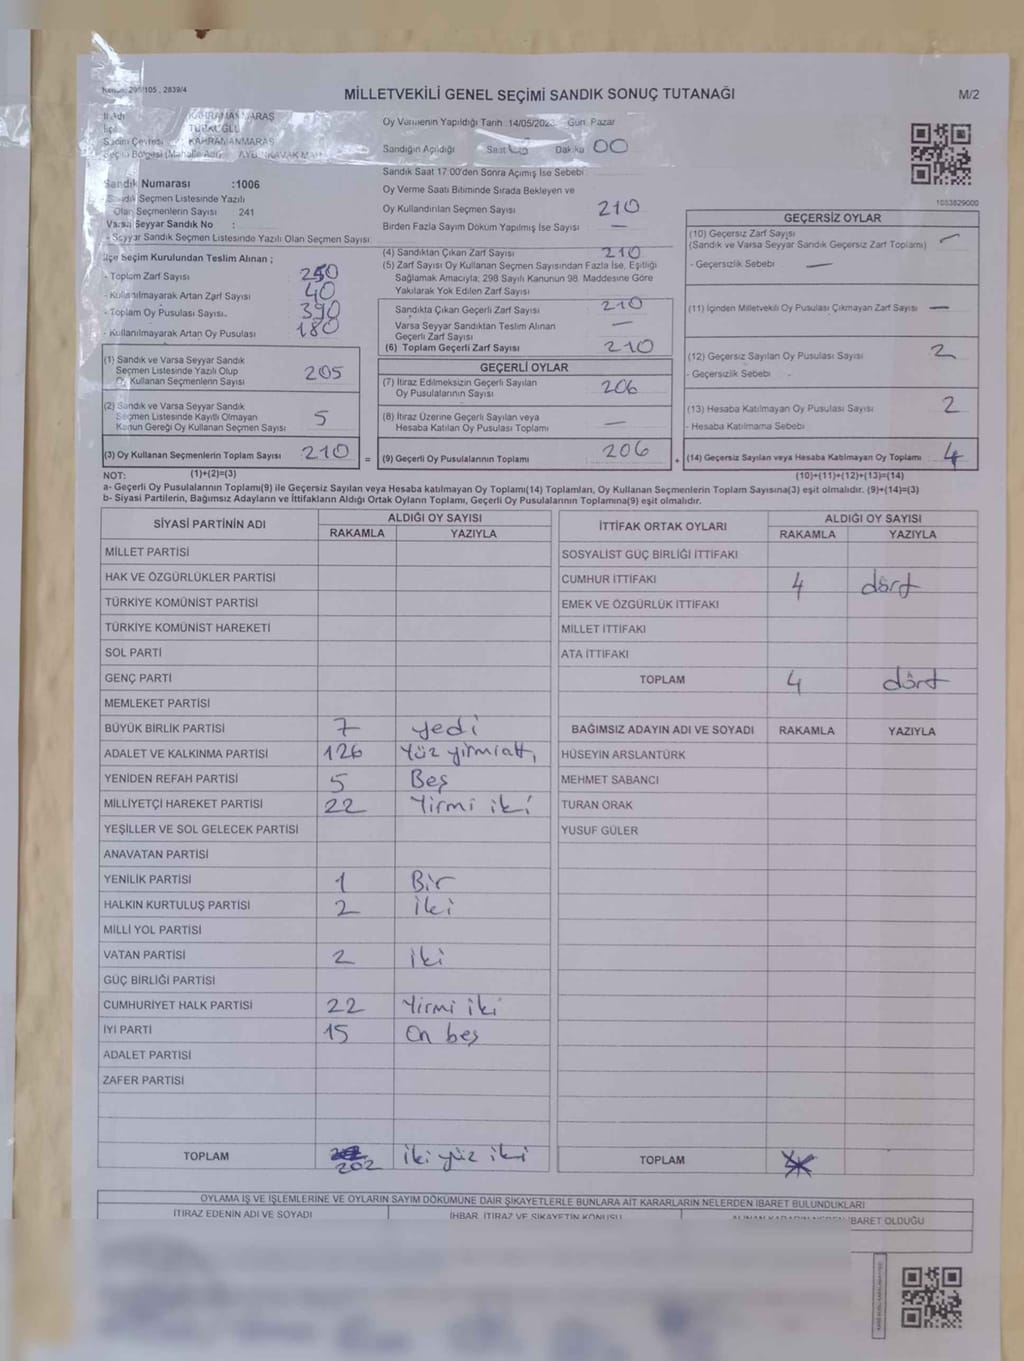 MİLLETVEKİLİ GENEL SEÇİMİ SANDIK SONUÇ TUTANAĞI
M/2
İl Adı : KAHRAMANMARAŞ
İlçe : TÜRKOĞLU
Seçim Çevresi : KAHRAMANMARAŞ
Sandık Numarası :1006
Sandık Seçmen Listesinde Yazılı
Olan Seçmenlerin Sayısı : 241
Varsa Seyyar Sandık No :
- Seyyar Sandık Seçmen Listesinde Yazılı Olan Seçmen Sayısı:
İlçe Seçim Kurulundan Teslim Alınan ;
- Toplam Zarf Sayısı 250
- Kullanılmayarak Artan Zarf Sayısı 40
- Toplam Oy Pusulası Sayısı 390
- Kullanılmayarak Artan Oy Pusulası 180
(1) Sandık ve Varsa Seyyar Sandık
Seçmen Listesinde Yazılı Olup
Oy Kullanan Seçmenlerin Sayısı 205
(2) Sandık ve Varsa Seyyar Sandık
Seçmen Listesinde Kayıtlı Olmayan
Kanun Gereği Oy Kullanan Seçmen Sayısı 5
(3) Oy Kullanan Seçmenlerin Toplam Sayısı 210
Oy Vermenin Yapıldığı Tarih :14/05/2023 Gün: Pazar
Sandığın Açıldığı Saat Dakika 00
Sandık Saat 17.00'den Sonra Açımış İse Sebebi :
Oy Verme Saati Bitiminde Sırada Bekleyen ve
Oy Kullandırılan Seçmen Sayısı 210
Birden Fazla Sayım Döküm Yapılmış İse Sayısı —
(4) Sandıktan Çıkan Zarf Sayısı 210
(5) Zarf Sayısı Oy Kullanan Seçmen Sayısından Fazla İse, Eşitliği
Sağlamak Amacıyla; 298 Sayılı Kanunun 98. Maddesine Göre
Yakılarak Yok Edilen Zarf Sayısı
Sandıkta Çıkan Geçerli Zarf Sayısı 210
Varsa Seyyar Sandıktan Teslim Alınan
Geçerli Zarf Sayısı —
(6) Toplam Geçerli Zarf Sayısı 210
GEÇERLİ OYLAR
(7) İtiraz Edilmeksizin Geçerli Sayılan
Oy Pusulalarının Sayısı 206
(8) İtiraz Üzerine Geçerli Sayılan veya
Hesaba Katılan Oy Pusulası Toplamı —
= (9) Geçerli Oy Pusulalarının Toplamı 206 +
1053829000
GEÇERSİZ OYLAR
(10) Geçersiz Zarf Sayısı —
(Sandık ve Varsa Seyyar Sandık Geçersiz Zarf Toplamı)
- Geçersizlik Sebebi —
(11) İçinden Milletvekili Oy Pusulası Çıkmayan Zarf Sayısı —
(12) Geçersiz Sayılan Oy Pusulası Sayısı 2
- Geçersizlik Sebebi -
(13) Hesaba Katılmayan Oy Pusulası Sayısı 2
- Hesaba Katılmama Sebebi
(14) Geçersiz Sayılan veya Hesaba Katılmayan Oy Toplamı 4
NOT: (1)+(2)=(3) (10)+(11)+(12)+(13)=(14)
a- Geçerli Oy Pusulalarının Toplamı(9) ile Geçersiz Sayılan veya Hesaba katılmayan Oy Toplamı(14) Toplamları, Oy Kullanan Seçmenlerin Toplam Sayısına(3) eşit olmalıdır. (9)+(14)=(3)
b- Siyasi Partilerin, Bağımsız Adayların ve İttifakların Aldığı Ortak Oyların Toplamı, Geçerli Oy Pusulalarının Toplamına(9) eşit olmalıdır.
SİYASİ PARTİNİN ADI ALDIĞI OY SAYISI
RAKAMLA YAZIYLA
MİLLET PARTİSİ
HAK VE ÖZGÜRLÜKLER PARTİSİ
TÜRKİYE KOMÜNİST PARTİSİ
TÜRKİYE KOMÜNİST HAREKETİ
SOL PARTİ
GENÇ PARTİ
MEMLEKET PARTİSİ
BÜYÜK BİRLİK PARTİSİ 7 yedi
ADALET VE KALKINMA PARTİSİ 126 Yüz yirmialtı
YENİDEN REFAH PARTİSİ 5 Beş
MİLLİYETÇİ HAREKET PARTİSİ 22 Yirmi iki
YEŞİLLER VE SOL GELECEK PARTİSİ
ANAVATAN PARTİSİ
YENİLİK PARTİSİ 1 Bir
HALKIN KURTULUŞ PARTİSİ 2 iki
MİLLİ YOL PARTİSİ
VATAN PARTİSİ 2 iki
GÜÇ BİRLİĞİ PARTİSİ
CUMHURİYET HALK PARTİSİ 22 Yirmi iki
İYİ PARTİ 15 On beş
ADALET PARTİSİ
ZAFER PARTİSİ
TOPLAM 202 iki yüz iki
İTTİFAK ORTAK OYLARI ALDIĞI OY SAYISI
RAKAMLA YAZIYLA
SOSYALİST GÜÇ BİRLİĞİ İTTİFAKI
CUMHUR İTTİFAKI 4 dört
EMEK VE ÖZGÜRLÜK İTTİFAKI
MİLLET İTTİFAKI
ATA İTTİFAKI
TOPLAM 4 dört
BAĞIMSIZ ADAYIN ADI VE SOYADI RAKAMLA YAZIYLA
HÜSEYİN ARSLANTÜRK
MEHMET SABANCI
TURAN ORAK
YUSUF GÜLER
TOPLAM
OYLAMA İŞ VE İŞLEMLERİNE VE OYLARIN SAYIM DÖKÜMÜNE DAİR ŞİKAYETLERLE BUNLARA AİT KARARLARIN NELERDEN İBARET BULUNDUKLARI
İTİRAZ EDENİN ADI VE SOYADI İHBAR, İTİRAZ VE ŞİKAYETİN KONUSU İBARET OLDUĞU